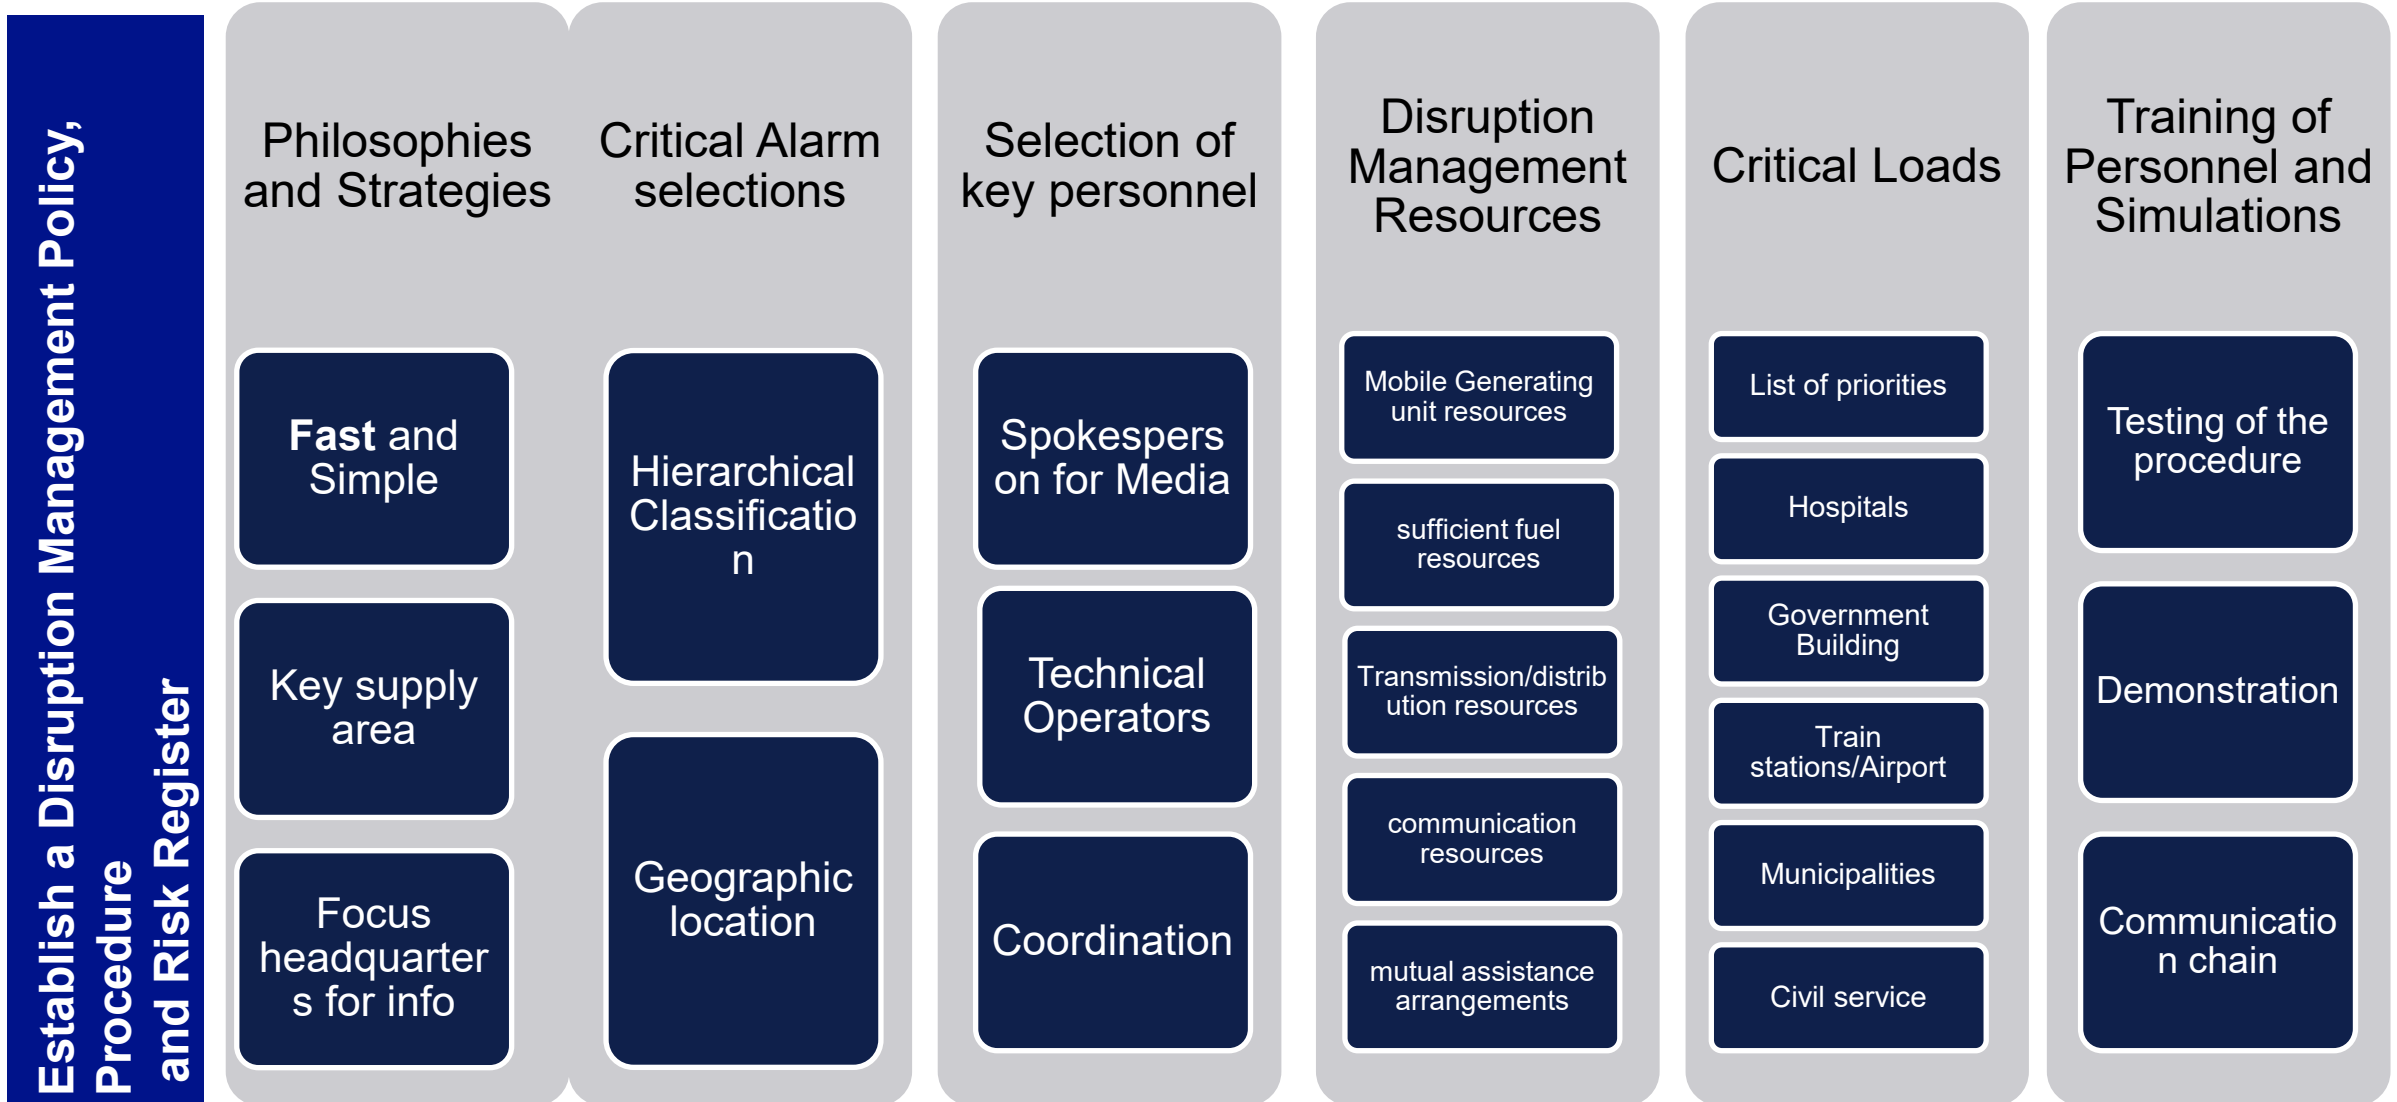 Establish a Disruption Management Policy,
Procedure
and Risk Register
Philosophies
and Strategies
Fast and
Simple
Key supply
area
Focus
headquarter
s for info
Critical Alarm
selections
Hierarchical
Classificatio
n
Geographic
location
Selection of
key personnel
Spokespers
on for Media
Technical
Operators
Coordination
Disruption
Management
Resources
Mobile Generating
unit resources
sufficient fuel
resources
Transmission/distrib
ution resources
communication
resources
mutual assistance
arrangements
Critical Loads
List of priorities
Hospitals
Government
Building
Train
stations/Airport
Municipalities
Civil service
Training of
Personnel and
Simulations
Testing of the
procedure
Demonstration
Communicatio
n chain